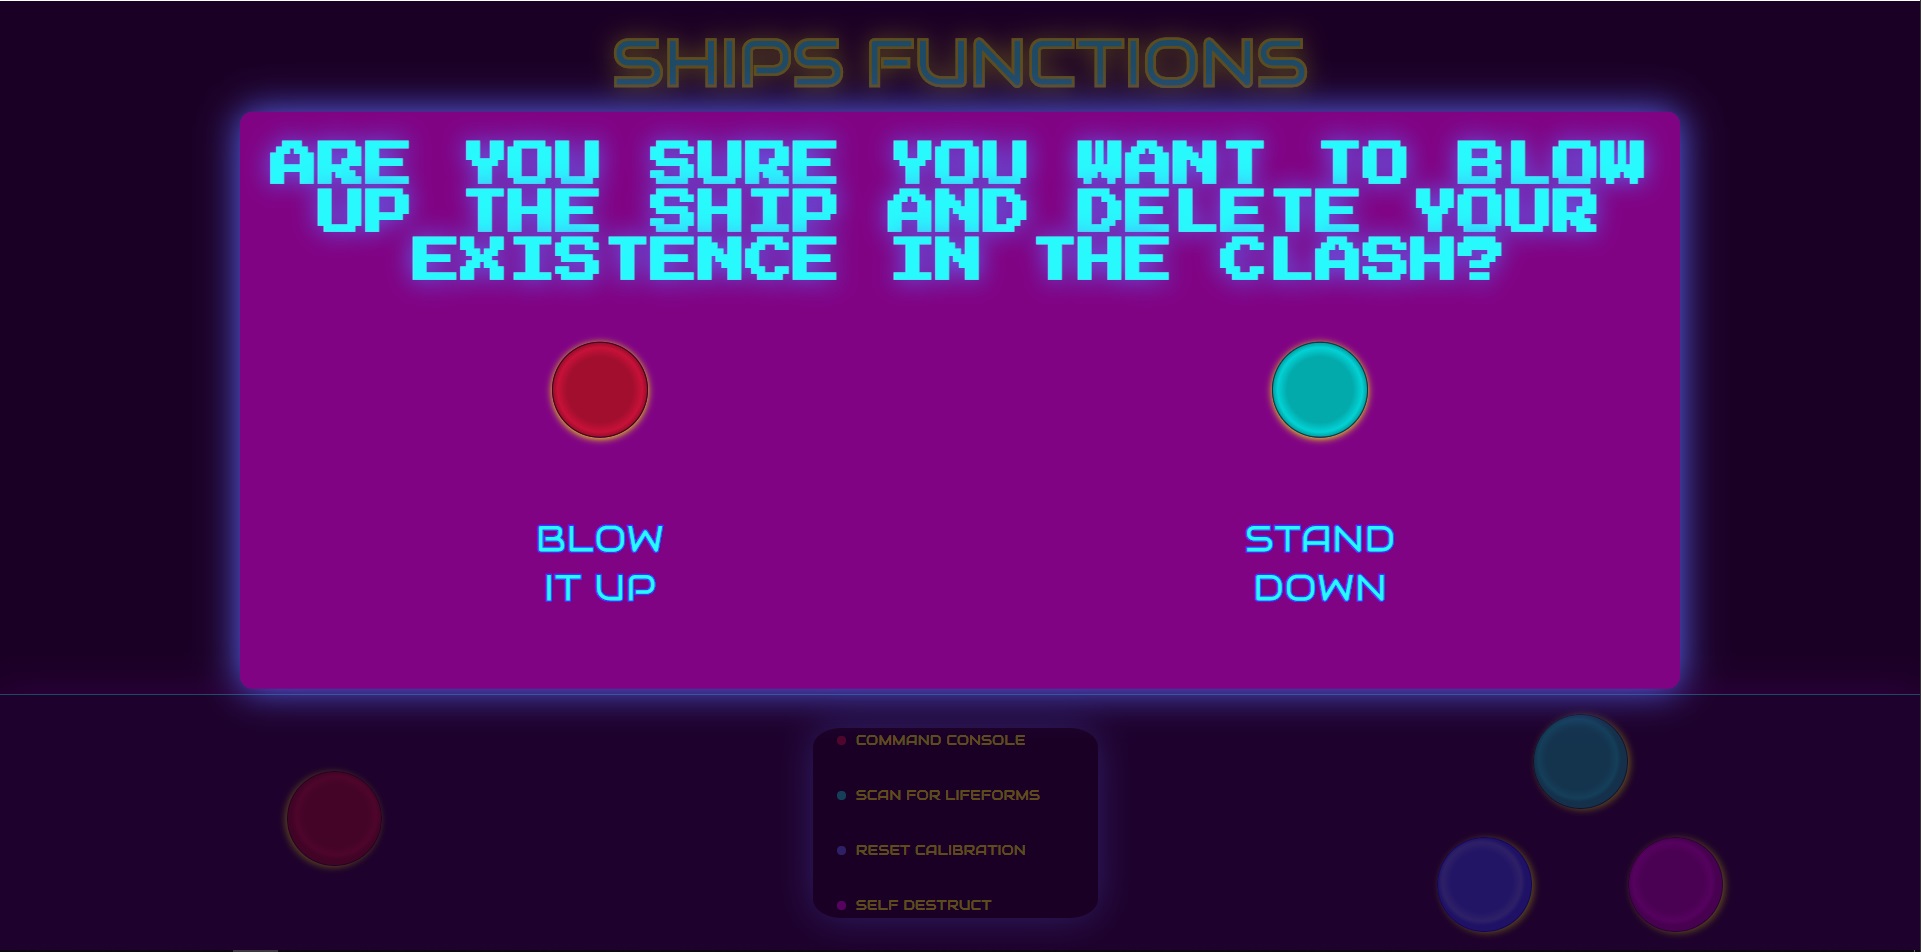 SHIPS FUNCTIONS
ARE YOU SURE YOU WANT TO BLOW
UP THE SHIP AND DELETE YOUR
EXISTENCE IN THE CLASH?
BLOW
IT UP
STAND
DOWN
COMMAND CONSOLE
SCAN FOR LIFEFORMS
RESET CALIBRATION
SELF DESTRUCT